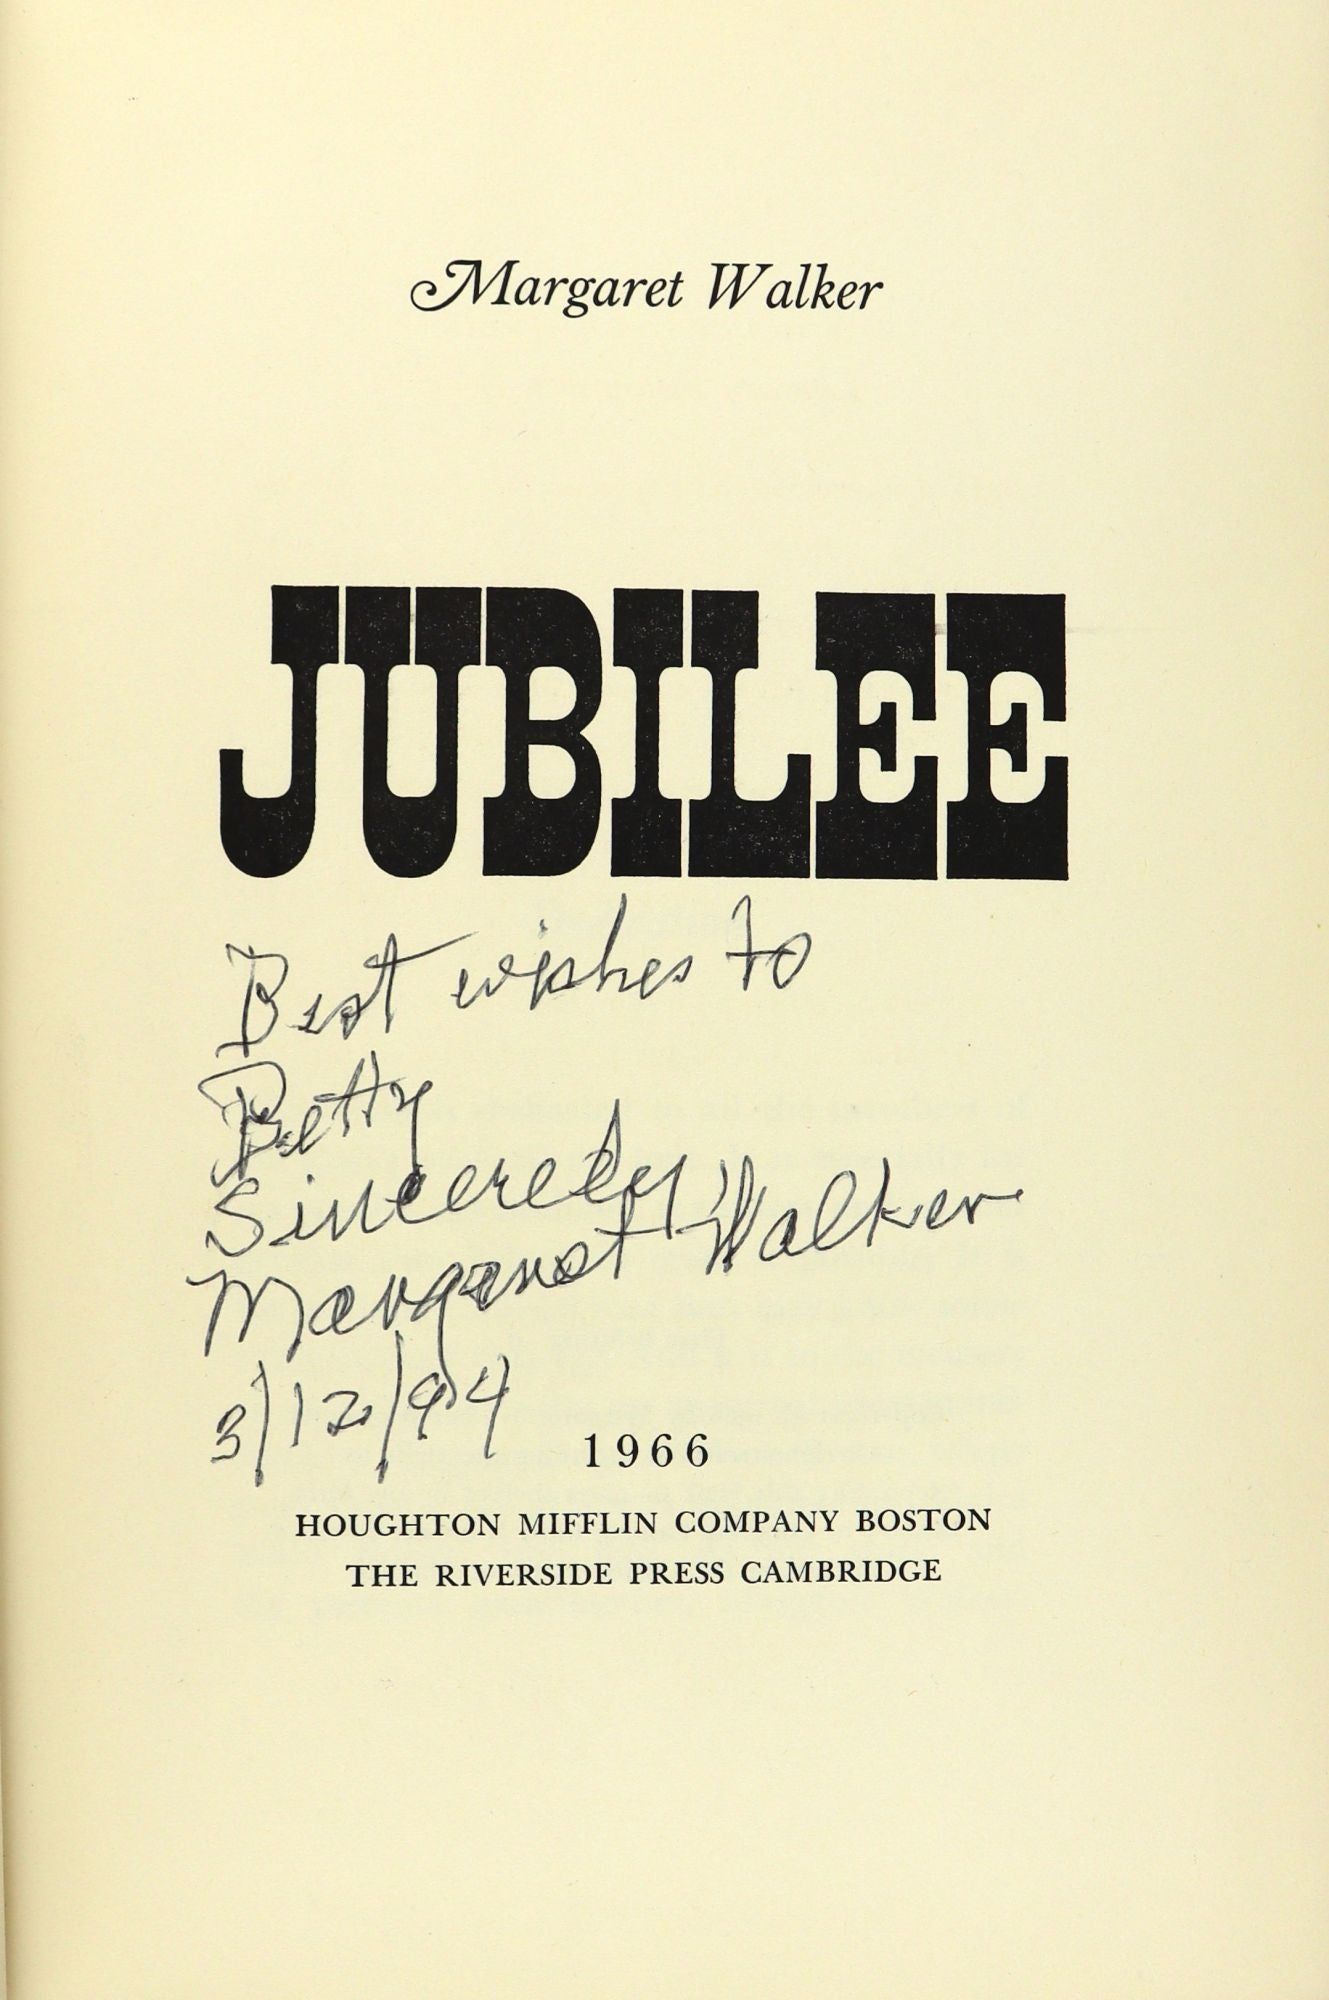 Margaret Walker
JUBILEE
Best wishes to
Betty
Sincerely
Margaret Walker
3/12/94
1966
HOUGHTON MIFFLIN COMPANY BOSTON
THE RIVERSIDE PRESS CAMBRIDGE